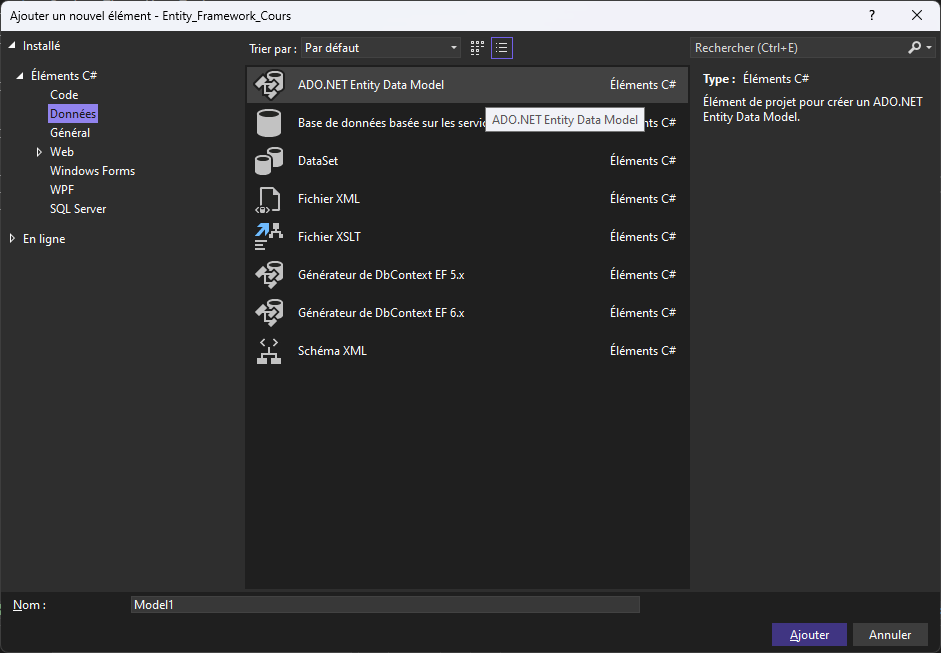 Ajouter un nouvel élément - Entity_Framework_Cours
?
Installé
Trier par :
Par défaut
Rechercher (Ctrl+E)
Éléments C#
Code
Données
Général
Web
Windows Forms
WPF
SQL Server
En ligne
ADO.NET Entity Data Model Éléments C#
Base de données basée sur les servic
ADO.NET Entity Data Model
nts C#
DataSet Éléments C#
Fichier XML Éléments C#
Fichier XSLT Éléments C#
Générateur de DbContext EF 5.x Éléments C#
Générateur de DbContext EF 6.x Éléments C#
Schéma XML Éléments C#
Type : Éléments C#
Élément de projet pour créer un ADO.NET
Entity Data Model.
Nom : Model1
Ajouter
Annuler